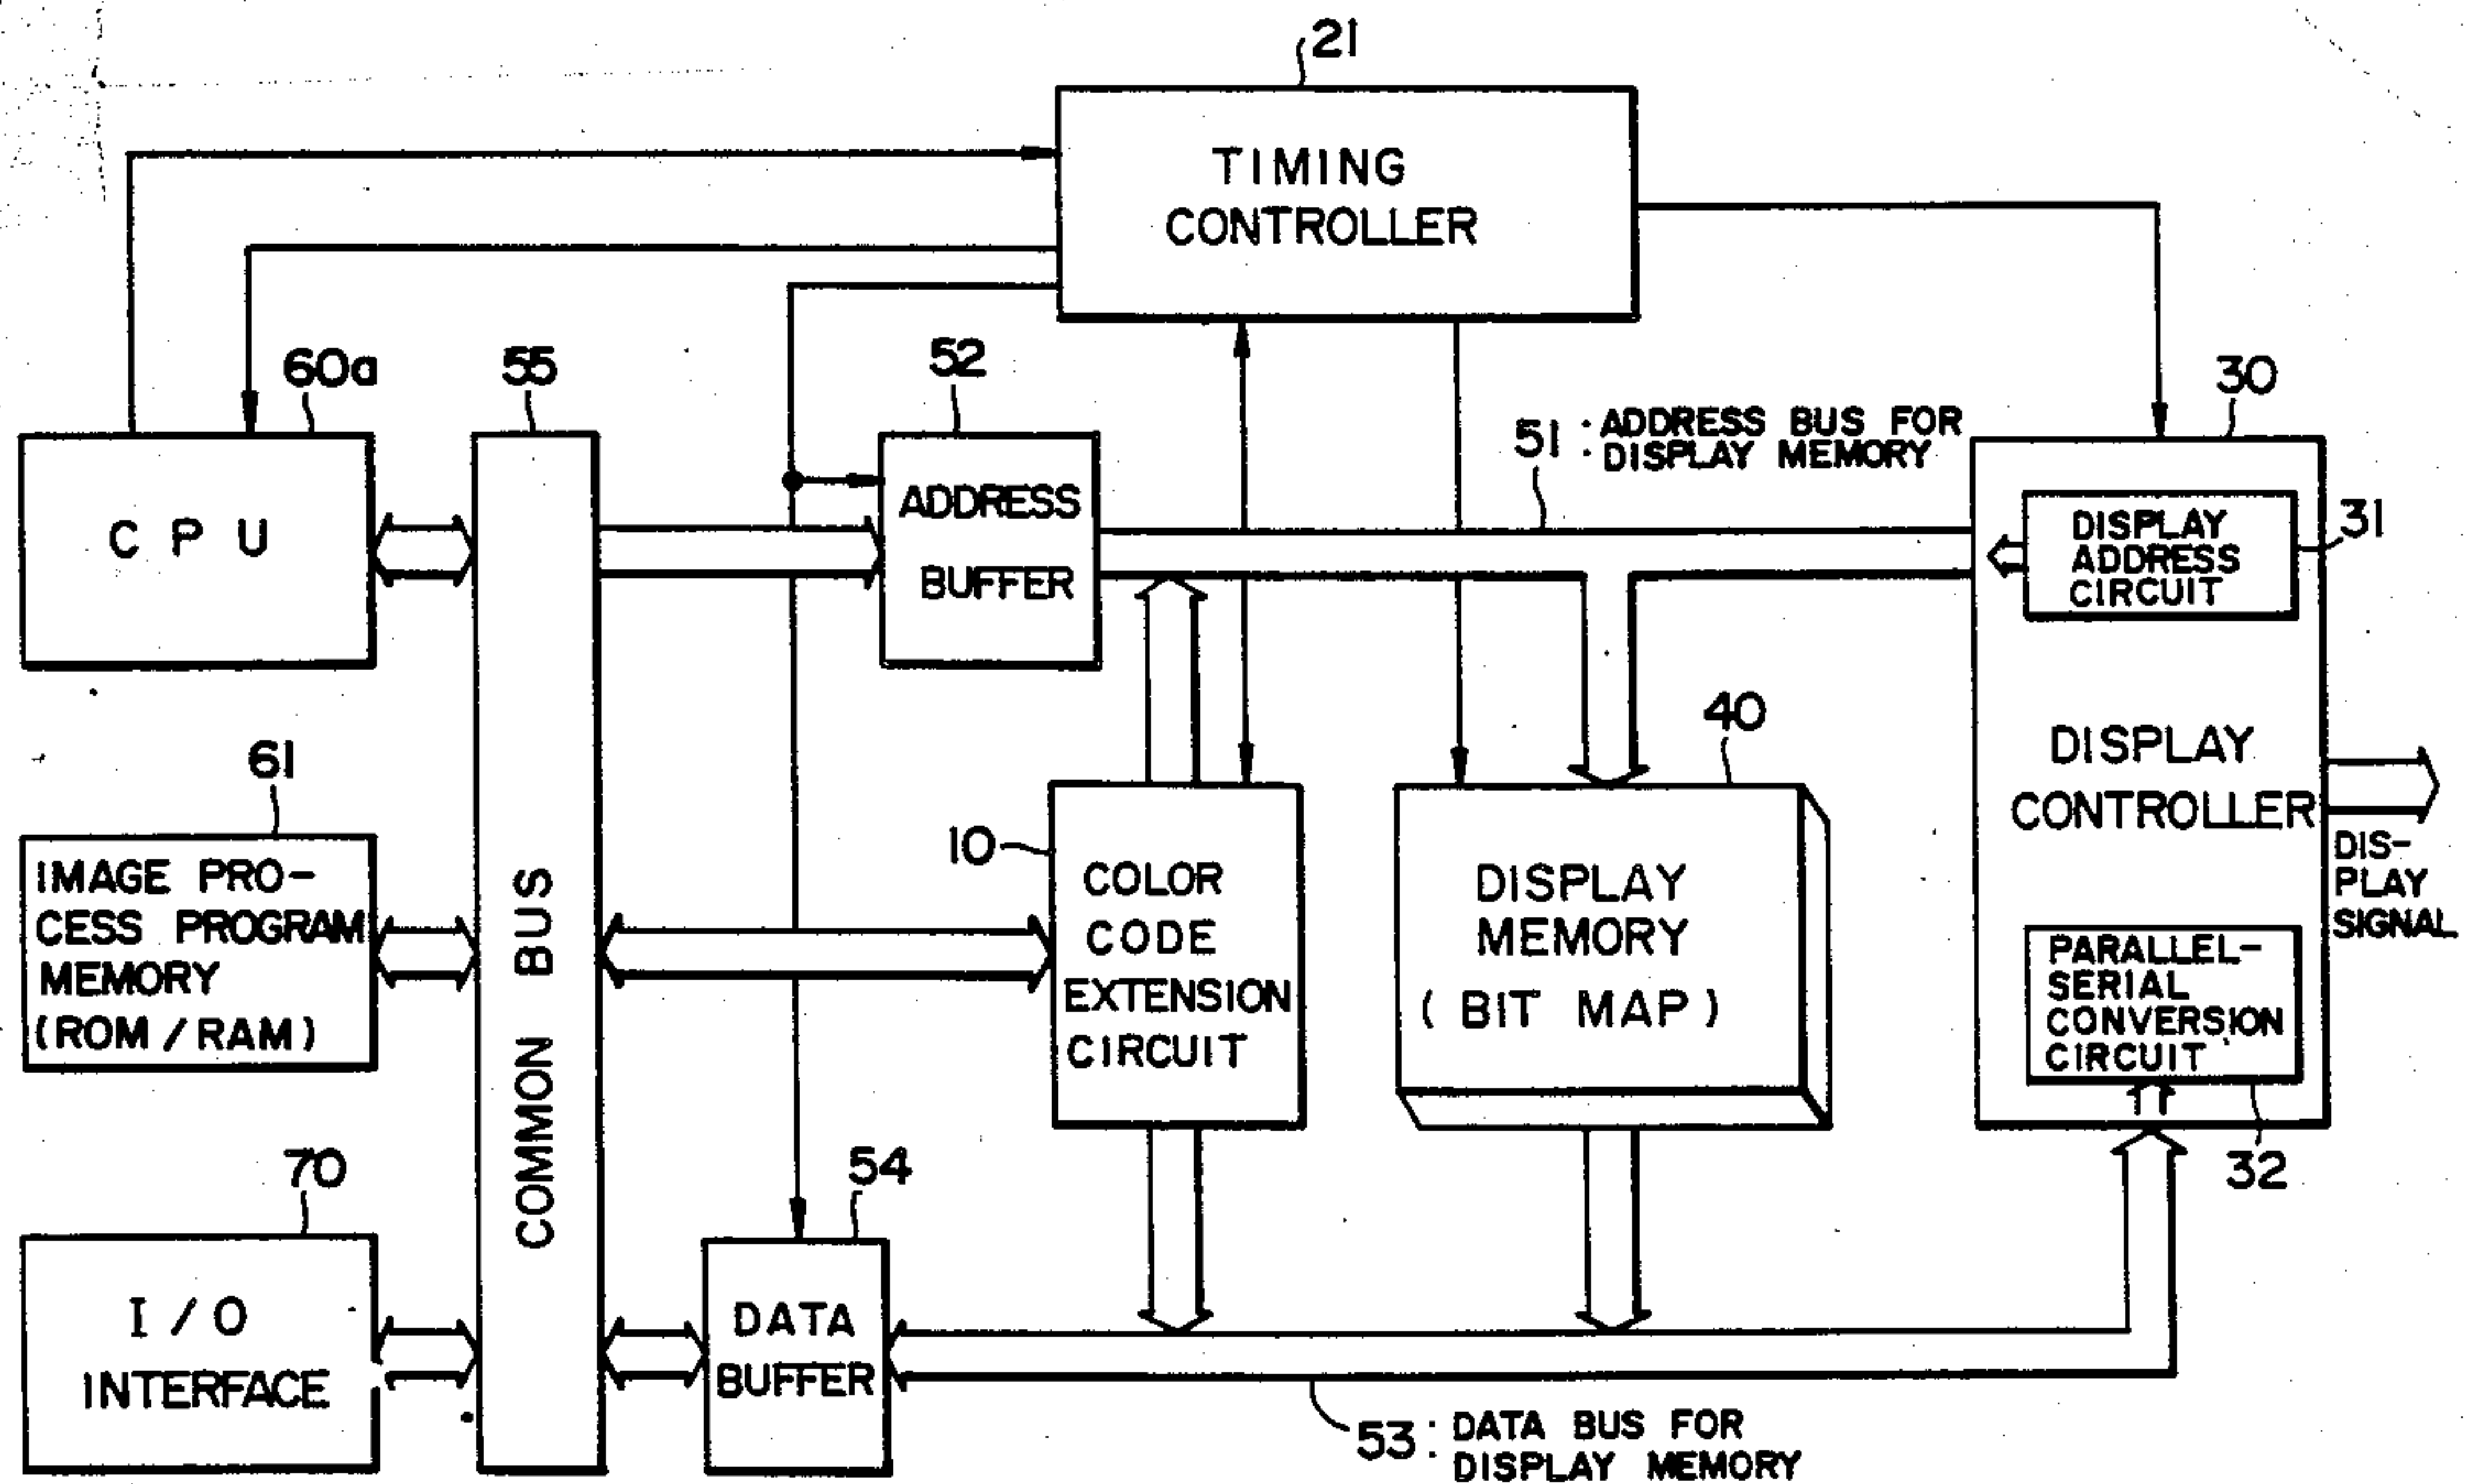 21
TIMING
CONTROLLER
60a
55
52
30
51 : ADDRESS BUS FOR
: DISPLAY MEMORY
C P U
ADDRESS
BUFFER
DISPLAY
ADDRESS
CIRCUIT
31
61
40
10
IMAGE PRO-
CESS PROGRAM
MEMORY
(ROM / RAM)
COMMON BUS
COLOR
CODE
EXTENSION
CIRCUIT
DISPLAY
MEMORY
( BIT MAP )
DISPLAY
CONTROLLER
DIS-
PLAY
SIGNAL
PARALLEL-
SERIAL
CONVERSION
CIRCUIT
32
70
54
I / O
INTERFACE
DATA
BUFFER
53 : DATA BUS FOR
: DISPLAY MEMORY